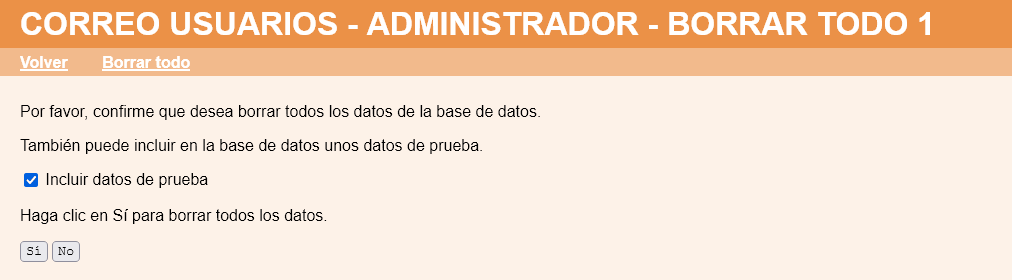 CORREO USUARIOS - ADMINISTRADOR - BORRAR TODO 1
Volver Borrar todo
Por favor, confirme que desea borrar todos los datos de la base de datos.
También puede incluir en la base de datos unos datos de prueba.
Incluir datos de prueba
Haga clic en Sí para borrar todos los datos.
Sí No